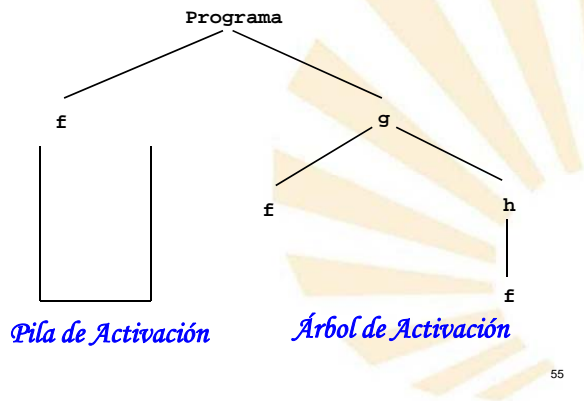 Programa
f
g
f
h
f
Pila de Activación
Árbol de Activación
55